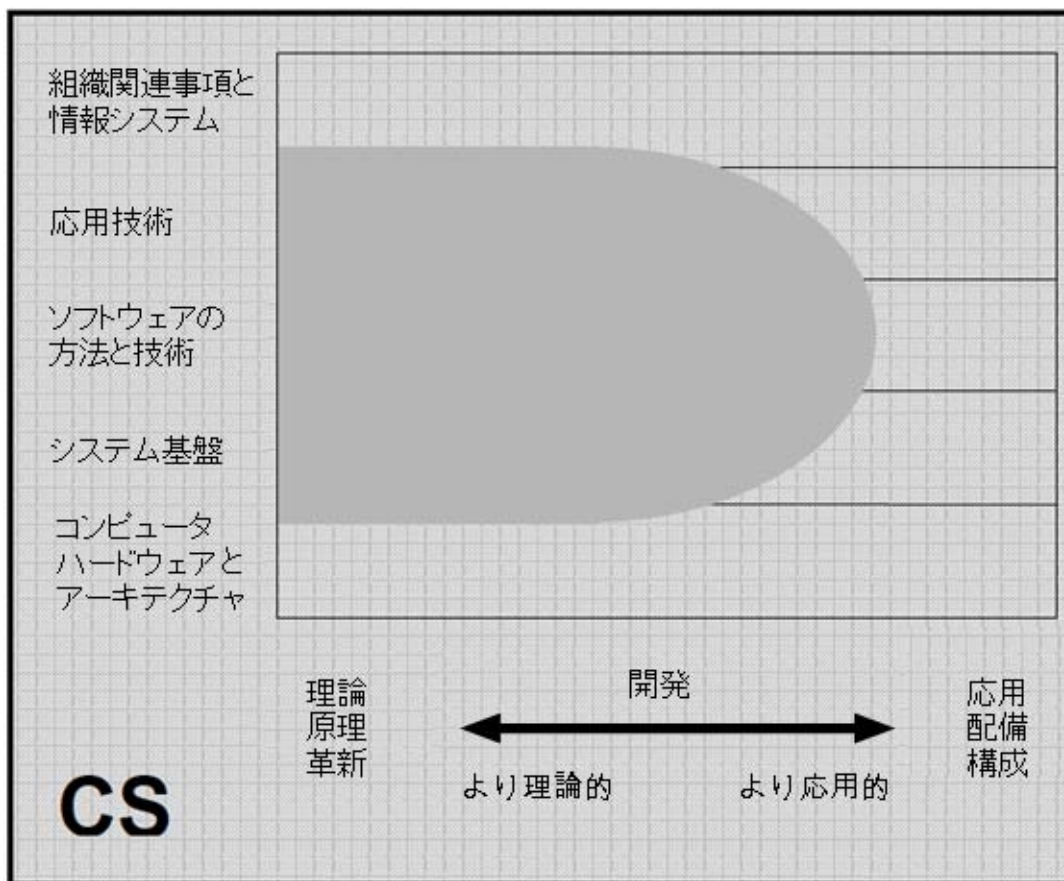 組織関連事項と
情報システム
応用技術
ソフトウェアの
方法と技術
システム基盤
コンピュータ
ハードウェアと
アーキテクチャ
理論
原理
革新
開発
より理論的
より応用的
応用
配備
構成
CS